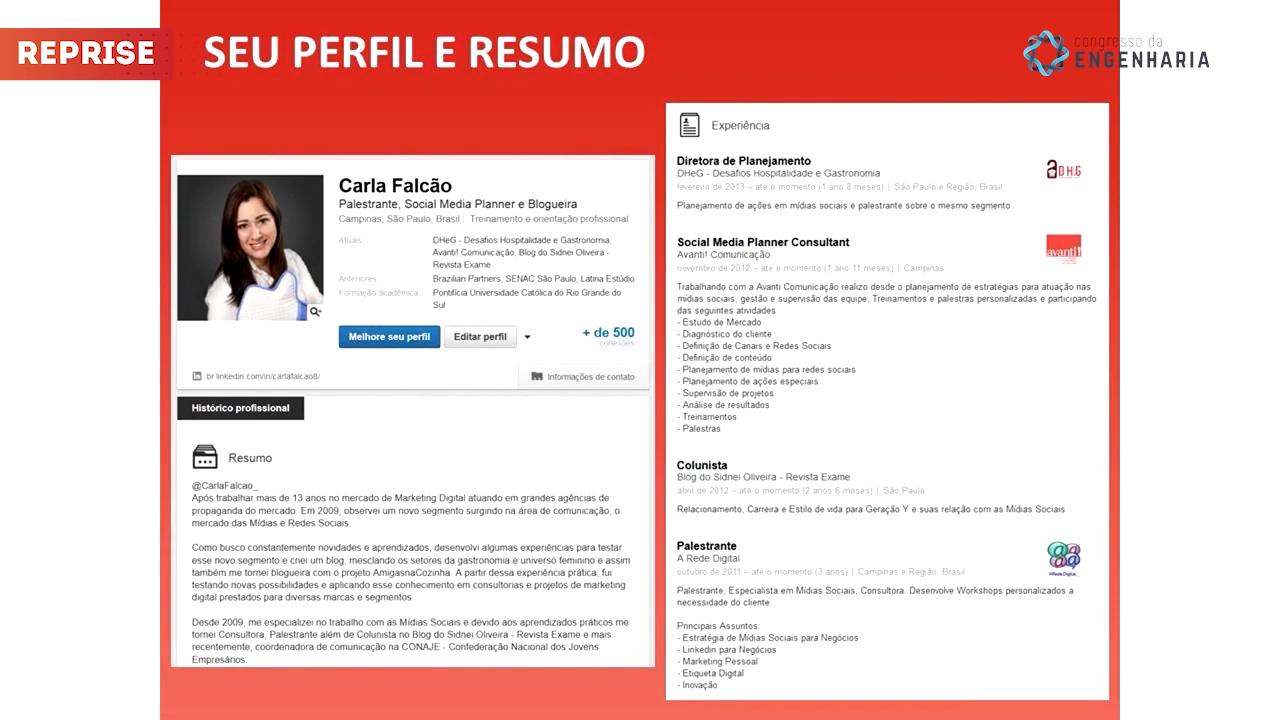 REPRISE
SEU PERFIL E RESUMO
congresso da
ENGENHARIA
Carla Falcão
Palestrante, Social Media Planner e Blogueira
Campinas, São Paulo, Brasil | Treinamento e orientação profissional
Atuais
DHeG - Desafios Hospitalidade e Gastronomia,
Avanti! Comunicação, Blog do Sidnei Oliveira -
Revista Exame
Anteriores
Brazilian Partners, SENAC São Paulo, Latina Estúdio
Formação acadêmica
Pontifícia Universidade Católica do Rio Grande do
Sul
Melhore seu perfil
Editar perfil
+ de 500
conexões
br.linkedin.com/in/carlafalcao8/
Informações de contato
Histórico profissional
Resumo
@CarlaFalcao_
Após trabalhar mais de 13 anos no mercado de Marketing Digital atuando em grandes agências de
propaganda do mercado. Em 2009, observei um novo segmento surgindo na área de comunicação, o
mercado das Mídias e Redes Sociais.
Como busco constantemente novidades e aprendizados, desenvolvi algumas experiências para testar
esse novo segmento e criei um blog, mesclando os setores da gastronomia e universo feminino e assim
também me tornei blogueira com o projeto AmigasnaCozinha. A partir dessa experiência prática, fui
testando novas possibilidades e aplicando esse conhecimento em consultorias e projetos de marketing
digital prestados para diversas marcas e segmentos.
Desde 2009, me especializei no trabalho com as Mídias Sociais e devido aos aprendizados práticos me
tornei Consultora, Palestrante além de Colunista no Blog do Sidnei Oliveira - Revista Exame e mais
recentemente, coordenadora de comunicação na CONAJE - Confederação Nacional dos Jovens
Empresários.
Experiência
Diretora de Planejamento
DHeG - Desafios Hospitalidade e Gastronomia
fevereiro de 2013 – até o momento (1 ano 8 meses) | São Paulo e Região, Brasil
Planejamento de ações em mídias sociais e palestrante sobre o mesmo segmento.
DHG
Social Media Planner Consultant
Avanti! Comunicação
novembro de 2012 – até o momento (1 ano 11 meses) | Campinas
avanti!
Trabalhando com a Avanti Comunicação realizo desde o planejamento de estratégias para atuação nas
mídias sociais, gestão e supervisão das equipe, Treinamentos e palestras personalizadas e participando
das seguintes atividades
- Estudo de Mercado
- Diagnóstico do cliente
- Definição de Canais e Redes Sociais
- Definição de conteúdo
- Planejamento de mídias para redes sociais
- Planejamento de ações especiais
- Supervisão de projetos
- Análise de resultados
- Treinamentos
- Palestras
Colunista
Blog do Sidnei Oliveira - Revista Exame
abril de 2012 – até o momento (2 anos 6 meses) | São Paulo
Relacionamento, Carreira e Estilo de vida para Geração Y e suas relação com as Mídias Sociais
Palestrante
A Rede Digital
outubro de 2011 – até o momento (3 anos) | Campinas e Região, Brasil
Palestrante, Especialista em Mídias Sociais, Consultora. Desenvolve Workshops personalizados a
necessidade do cliente.
Principais Assuntos:
- Estratégia de Mídias Sociais para Negócios
- Linkedin para Negócios
- Marketing Pessoal
- Etiqueta Digital
- Inovação